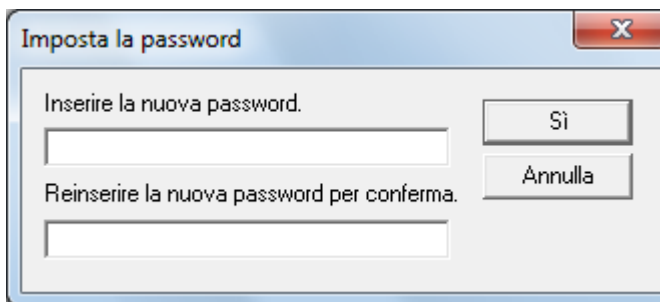 Imposta la password
Inserire la nuova password.
Sì
Annulla
Reinserire la nuova password per conferma.